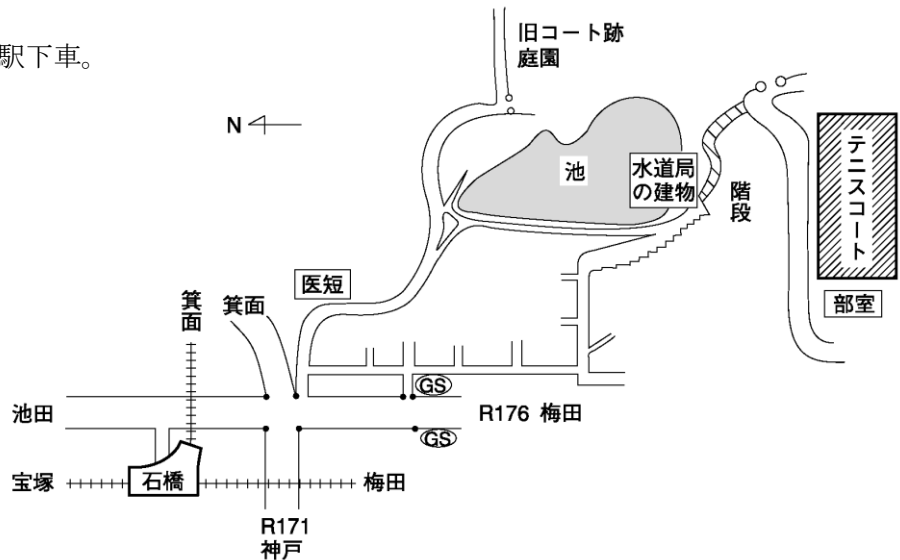 駅下車。
旧コート跡
庭園
N
池
水道局
の建物
階段
テニスコート
部室
医短
箕面
箕面
GS
池田
R176 梅田
GS
宝塚
石橋
梅田
R171
神戸